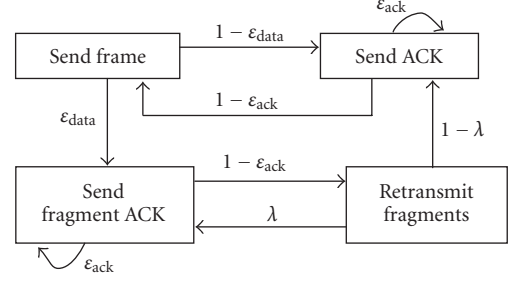 ε_ack
1 − ε_data
Send frame
Send ACK
1 − ε_ack
ε_data
1 − λ
1 − ε_ack
Send
fragment ACK
Retransmit
fragments
λ
ε_ack